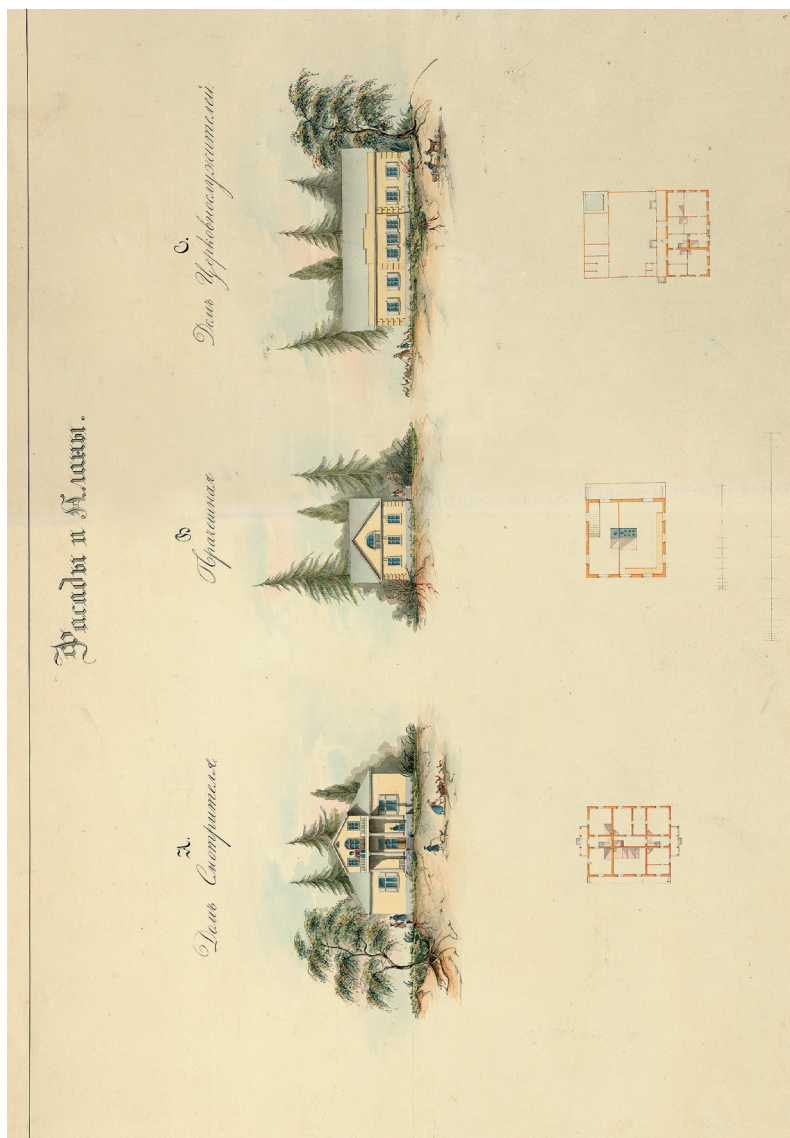 Фасады и Планы.
А.
Домъ Смотрителя
В
Прачешная
С.
Домъ Церковнослужителей